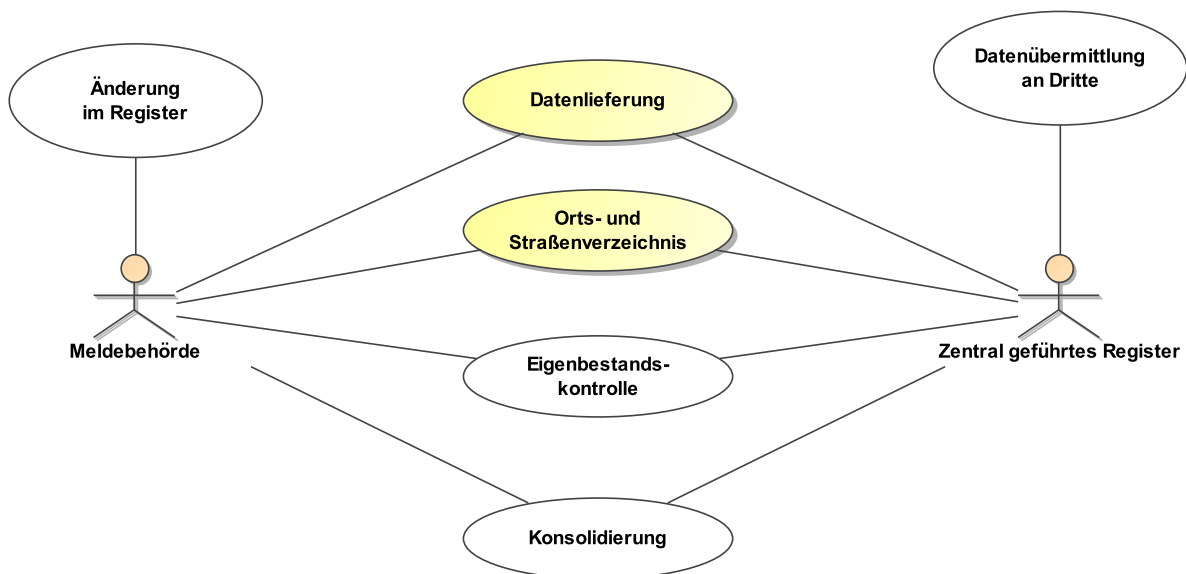 Änderung
im Register
Datenlieferung
Datenübermittlung
an Dritte
Orts- und
Straßenverzeichnis
Meldebehörde
Zentral geführtes Register
Eigenbestands-
kontrolle
Konsolidierung